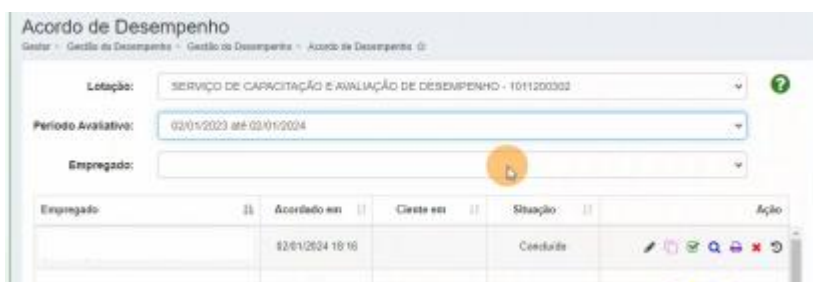 Acordo de Desempenho
Gestor - Gestão da Desempenho - Gestão do Desempenho - Acordo de Desempenho
Lotação: SERVIÇO DE CAPACITAÇÃO E AVALIAÇÃO DE DESEMPENHO - 1011200302
Período Avaliativo: 02/01/2023 até 02/01/2024
Empregado:
Empregado Acordado em Ciente em Situação Ação
02/01/2024 18:16 Concluído